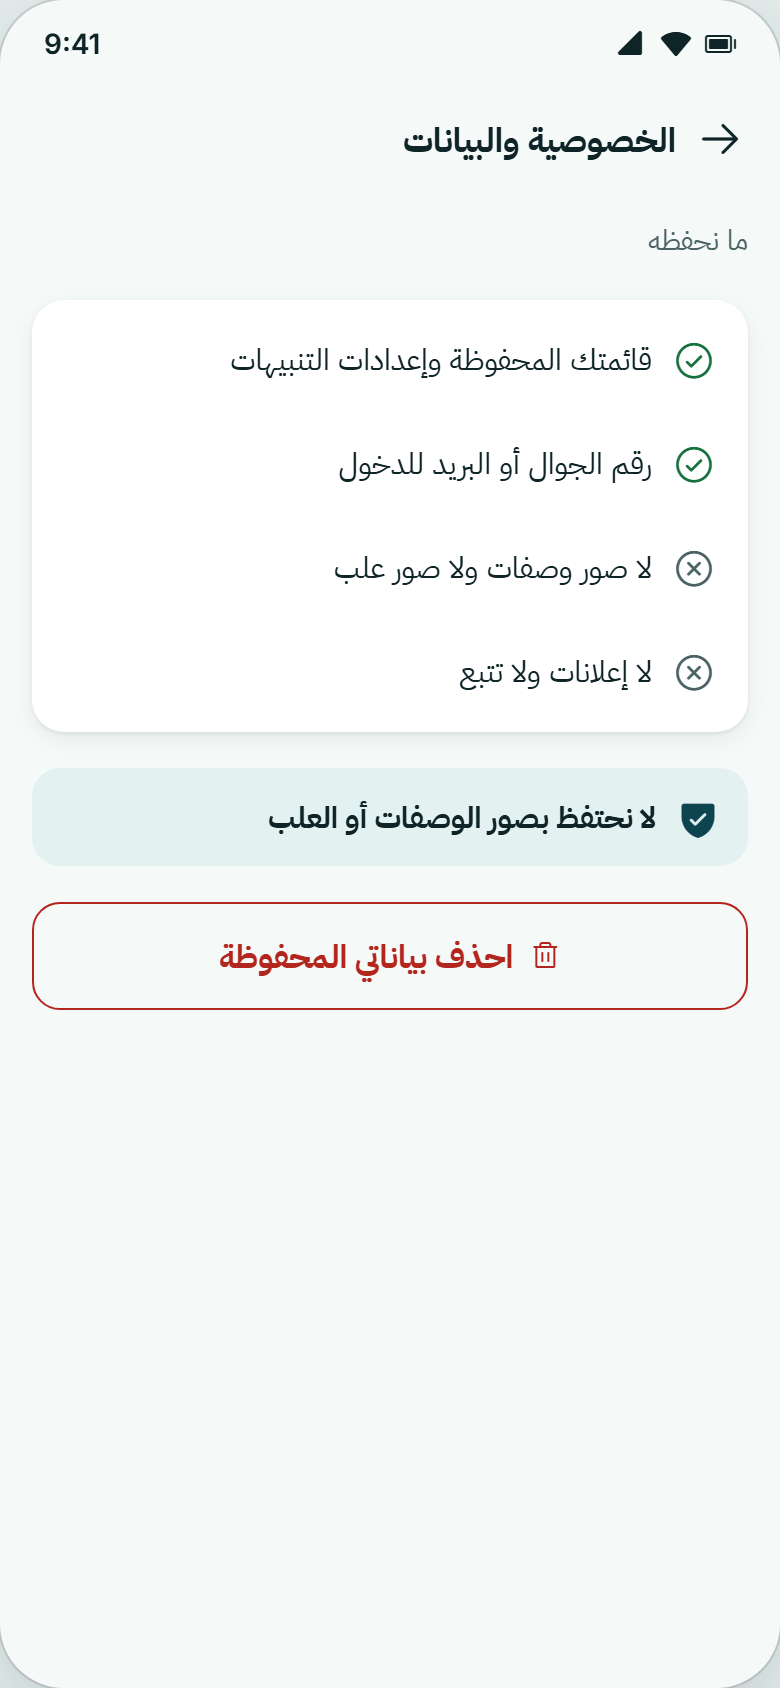 9:41
الخصوصية والبيانات
ما نحفظه
قائمتك المحفوظة وإعدادات التنبيهات
رقم الجوال أو البريد للدخول
لا صور وصفات ولا صور علب
لا إعلانات ولا تتبع
لا نحتفظ بصور الوصفات أو العلب
احذف بياناتي المحفوظة